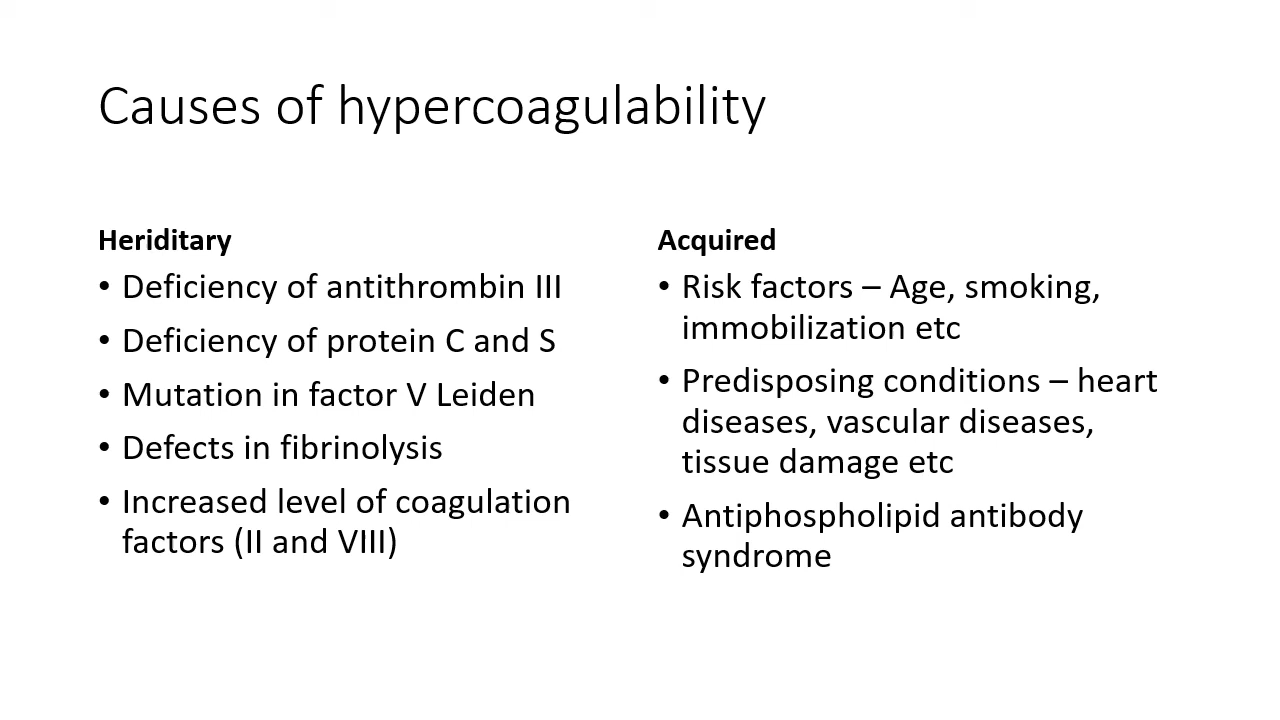 Causes of hypercoagulability
Heriditary
• Deficiency of antithrombin III
• Deficiency of protein C and S
• Mutation in factor V Leiden
• Defects in fibrinolysis
• Increased level of coagulation
factors (II and VIII)
Acquired
• Risk factors – Age, smoking,
immobilization etc
• Predisposing conditions – heart
diseases, vascular diseases,
tissue damage etc
• Antiphospholipid antibody
syndrome